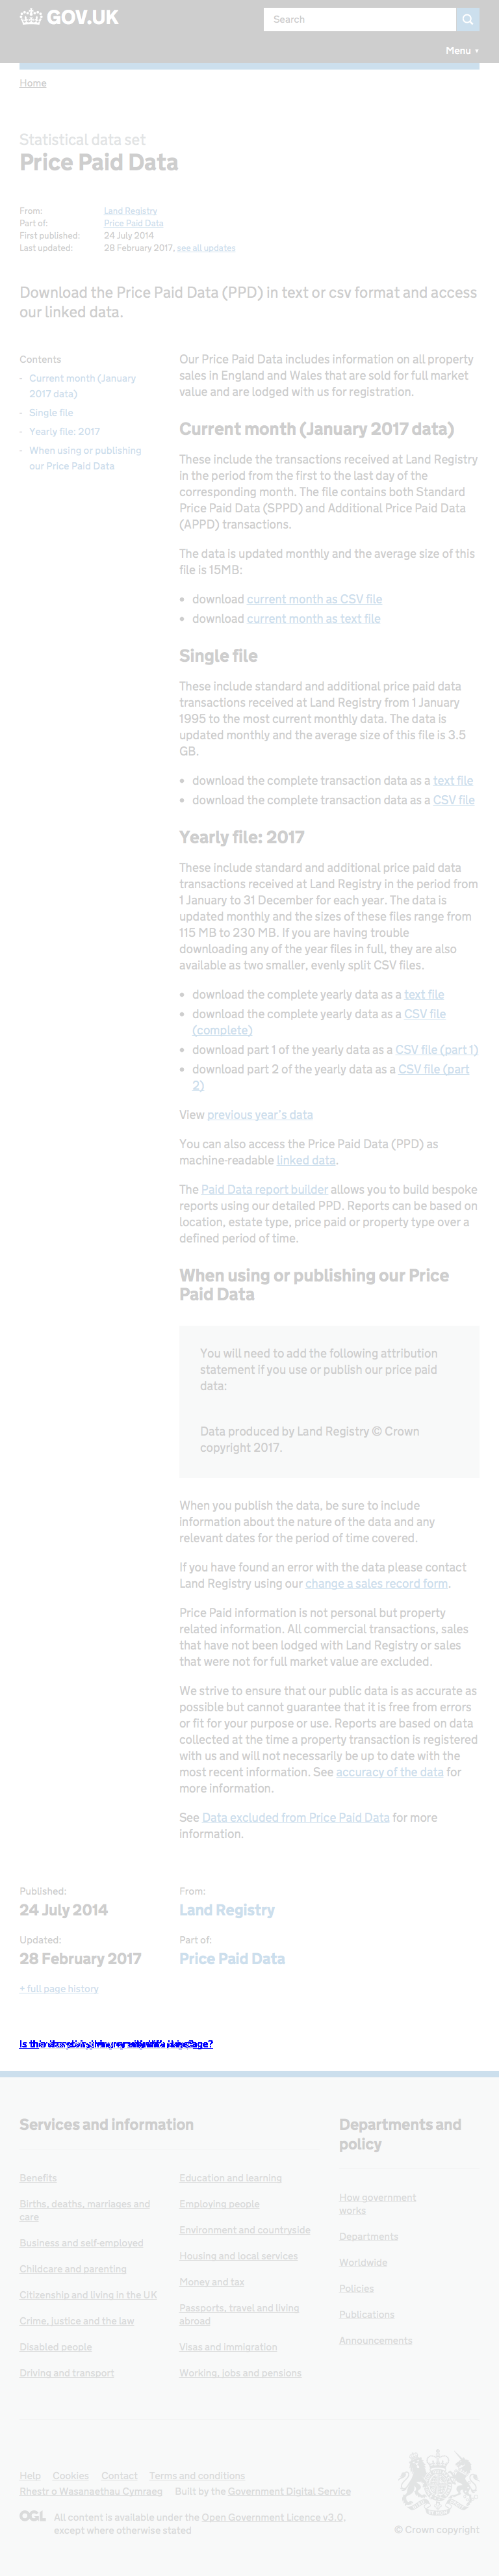 GOV.UK
Search
Menu ▼
Home
Statistical data set
Price Paid Data
From: Land Registry
Part of: Price Paid Data
First published: 24 July 2014
Last updated: 28 February 2017, see all updates
Download the Price Paid Data (PPD) in text or csv format and access
our linked data.
Contents
Current month (January
2017 data)
Single file
Yearly file: 2017
When using or publishing
our Price Paid Data
Our Price Paid Data includes information on all property
sales in England and Wales that are sold for full market
value and are lodged with us for registration.
Current month (January 2017 data)
These include the transactions received at Land Registry
in the period from the first to the last day of the
corresponding month. The file contains both Standard
Price Paid Data (SPPD) and Additional Price Paid Data
(APPD) transactions.
The data is updated monthly and the average size of this
file is 15MB:
• download current month as CSV file
• download current month as text file
Single file
These include standard and additional price paid data
transactions received at Land Registry from 1 January
1995 to the most current monthly data. The data is
updated monthly and the average size of this file is 3.5
GB.
• download the complete transaction data as a text file
• download the complete transaction data as a CSV file
Yearly file: 2017
These include standard and additional price paid data
transactions received at Land Registry in the period from
1 January to 31 December for each year. The data is
updated monthly and the sizes of these files range from
115 MB to 230 MB. If you are having trouble
downloading any of the year files in full, they are also
available as two smaller, evenly split CSV files.
• download the complete yearly data as a text file
• download the complete yearly data as a CSV file
(complete)
• download part 1 of the yearly data as a CSV file (part 1)
• download part 2 of the yearly data as a CSV file (part
2)
View previous year's data
You can also access the Price Paid Data (PPD) as
machine-readable linked data.
The Paid Data report builder allows you to build bespoke
reports using our detailed PPD. Reports can be based on
location, estate type, price paid or property type over a
defined period of time.
When using or publishing our Price
Paid Data
You will need to add the following attribution
statement if you use or publish our price paid
data:
Data produced by Land Registry © Crown
copyright 2017.
When you publish the data, be sure to include
information about the nature of the data and any
relevant dates for the period of time covered.
If you have found an error with the data please contact
Land Registry using our change a sales record form.
Price Paid information is not personal but property
related information. All commercial transactions, sales
that have not been lodged with Land Registry or sales
that were not for full market value are excluded.
We strive to ensure that our public data is as accurate as
possible but cannot guarantee that it is free from errors
or fit for your purpose or use. Reports are based on data
collected at the time a property transaction is registered
with us and will not necessarily be up to date with the
most recent information. See accuracy of the data for
more information.
See Data excluded from Price Paid Data for more
information.
Published:
24 July 2014
From:
Land Registry
Updated:
28 February 2017
Part of:
Price Paid Data
+ full page history
Services and information
Benefits
Births, deaths, marriages and
care
Business and self-employed
Childcare and parenting
Citizenship and living in the UK
Crime, justice and the law
Disabled people
Driving and transport
Education and learning
Employing people
Environment and countryside
Housing and local services
Money and tax
Passports, travel and living
abroad
Visas and immigration
Working, jobs and pensions
Departments and
policy
How government
works
Departments
Worldwide
Policies
Publications
Announcements
Help Cookies Contact Terms and conditions
Rhestr o Wasanaethau Cymraeg Built by the Government Digital Service
OGL All content is available under the Open Government Licence v3.0,
except where otherwise stated
© Crown copyright